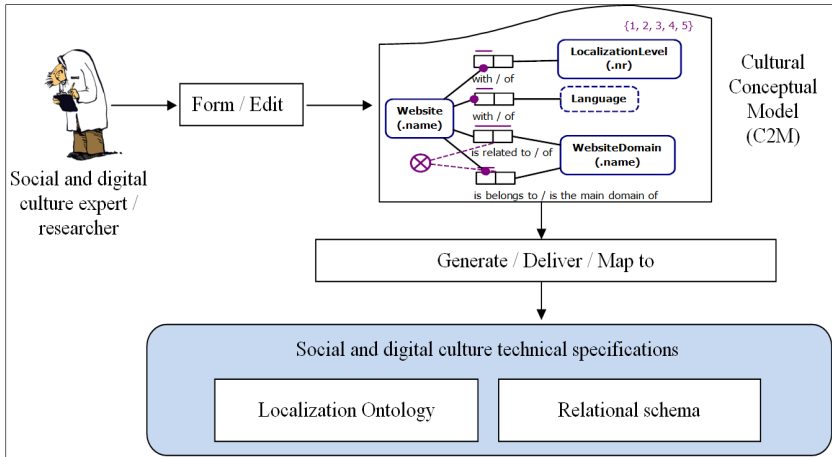 {1, 2, 3, 4, 5}
LocalizationLevel
(.nr)
with / of
Website
(.name)
Language
with / of
is related to / of
WebsiteDomain
(.name)
is belongs to / is the main domain of
Cultural
Conceptual
Model
(C2M)
Form / Edit
Social and digital
culture expert /
researcher
Generate / Deliver / Map to
Social and digital culture technical specifications
Localization Ontology
Relational schema